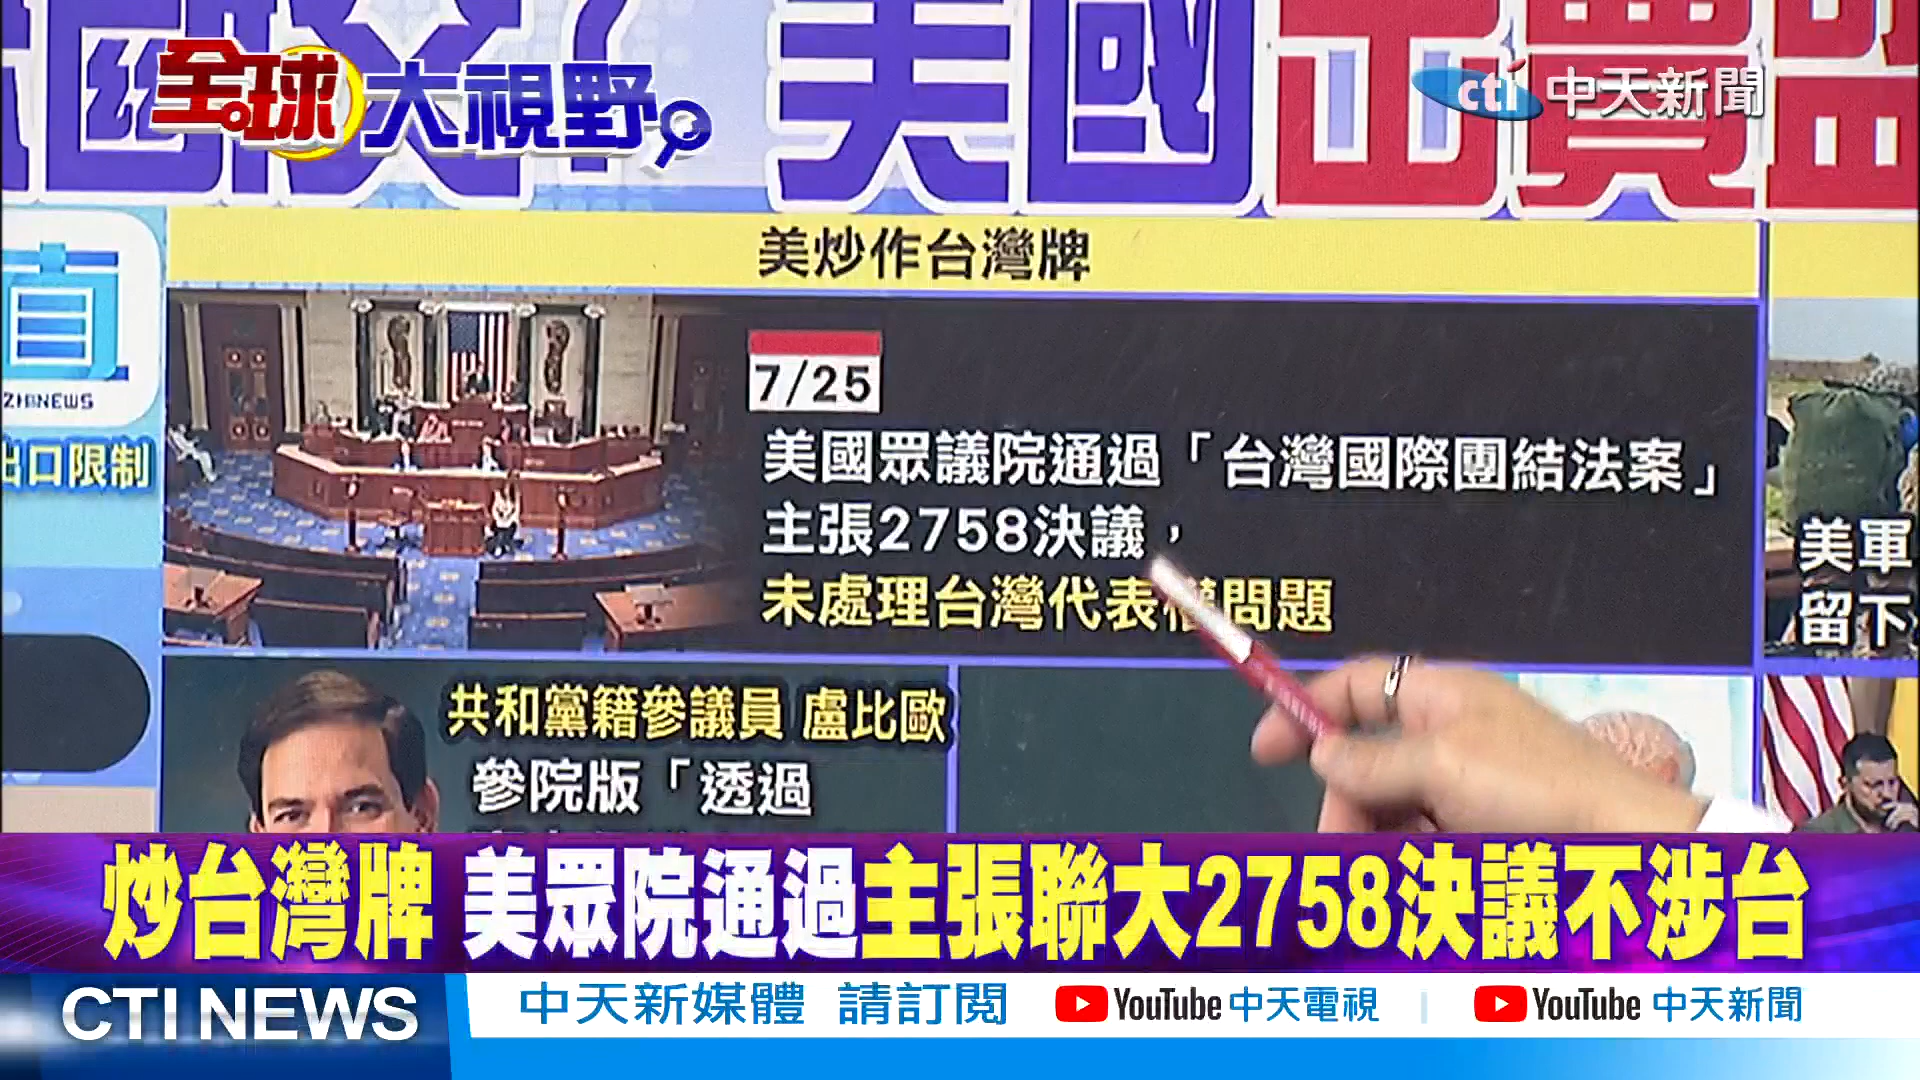 美國出賣
全球大視野
cti 中天新聞
直
ZHINEWS
出口限制
美炒作台灣牌
7/25
美國眾議院通過「台灣國際團結法案」
主張2758決議，
未處理台灣代表權問題
美軍
留下
共和黨籍參議員 盧比歐
參院版「透過
炒台灣牌 美眾院通過主張聯大2758決議不涉台
CTI NEWS
中天新媒體 請訂閱 YouTube 中天電視 | YouTube 中天新聞